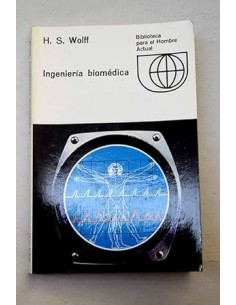 H. S. Wolff
Biblioteca
para el Hombre
Actual
Ingeniería biomédica